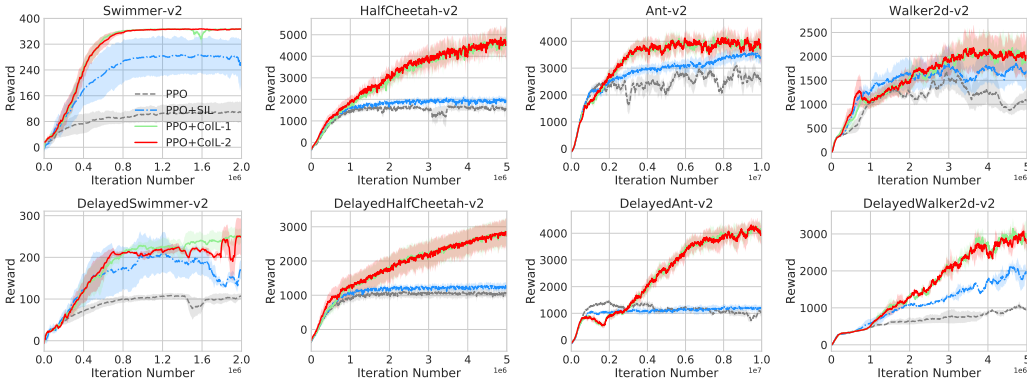 Swimmer-v2
HalfCheetah-v2
Ant-v2
Walker2d-v2
400
320
240
160
80
0
Reward
PPO
PPO+SIL
PPO+CoIL-1
PPO+CoIL-2
0.0 0.4 0.8 1.2 1.6 2.0
Iteration Number 1e6
5000
4000
3000
2000
1000
0
Reward
0 1 2 3 4 5
Iteration Number 1e6
4000
3000
2000
1000
0
Reward
0.0 0.2 0.4 0.6 0.8 1.0
Iteration Number 1e7
2500
2000
1500
1000
500
0
Reward
0 1 2 3 4 5
Iteration Number 1e6
DelayedSwimmer-v2
DelayedHalfCheetah-v2
DelayedAnt-v2
DelayedWalker2d-v2
300
200
100
0
Reward
0.0 0.4 0.8 1.2 1.6 2.0
Iteration Number 1e6
3000
2000
1000
0
Reward
0 1 2 3 4 5
Iteration Number 1e6
4000
3000
2000
1000
0
Reward
0.0 0.2 0.4 0.6 0.8 1.0
Iteration Number 1e7
3000
2000
1000
0
Reward
0 1 2 3 4 5
Iteration Number 1e6